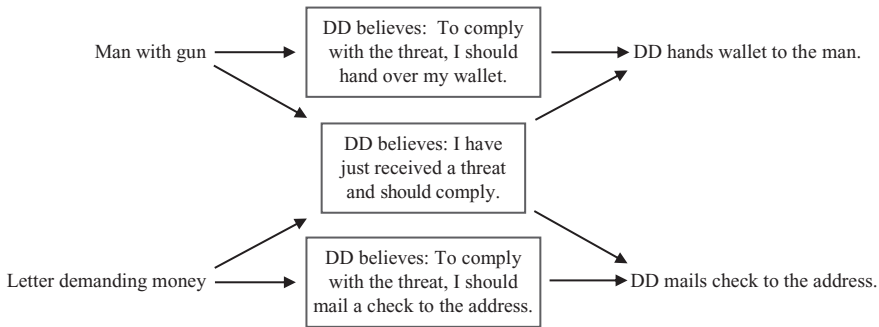 DD believes: To comply
with the threat, I should
hand over my wallet.
Man with gun
DD hands wallet to the man.
DD believes: I have
just received a threat
and should comply.
DD believes: To comply
with the threat, I should
mail a check to the address.
Letter demanding money
DD mails check to the address.